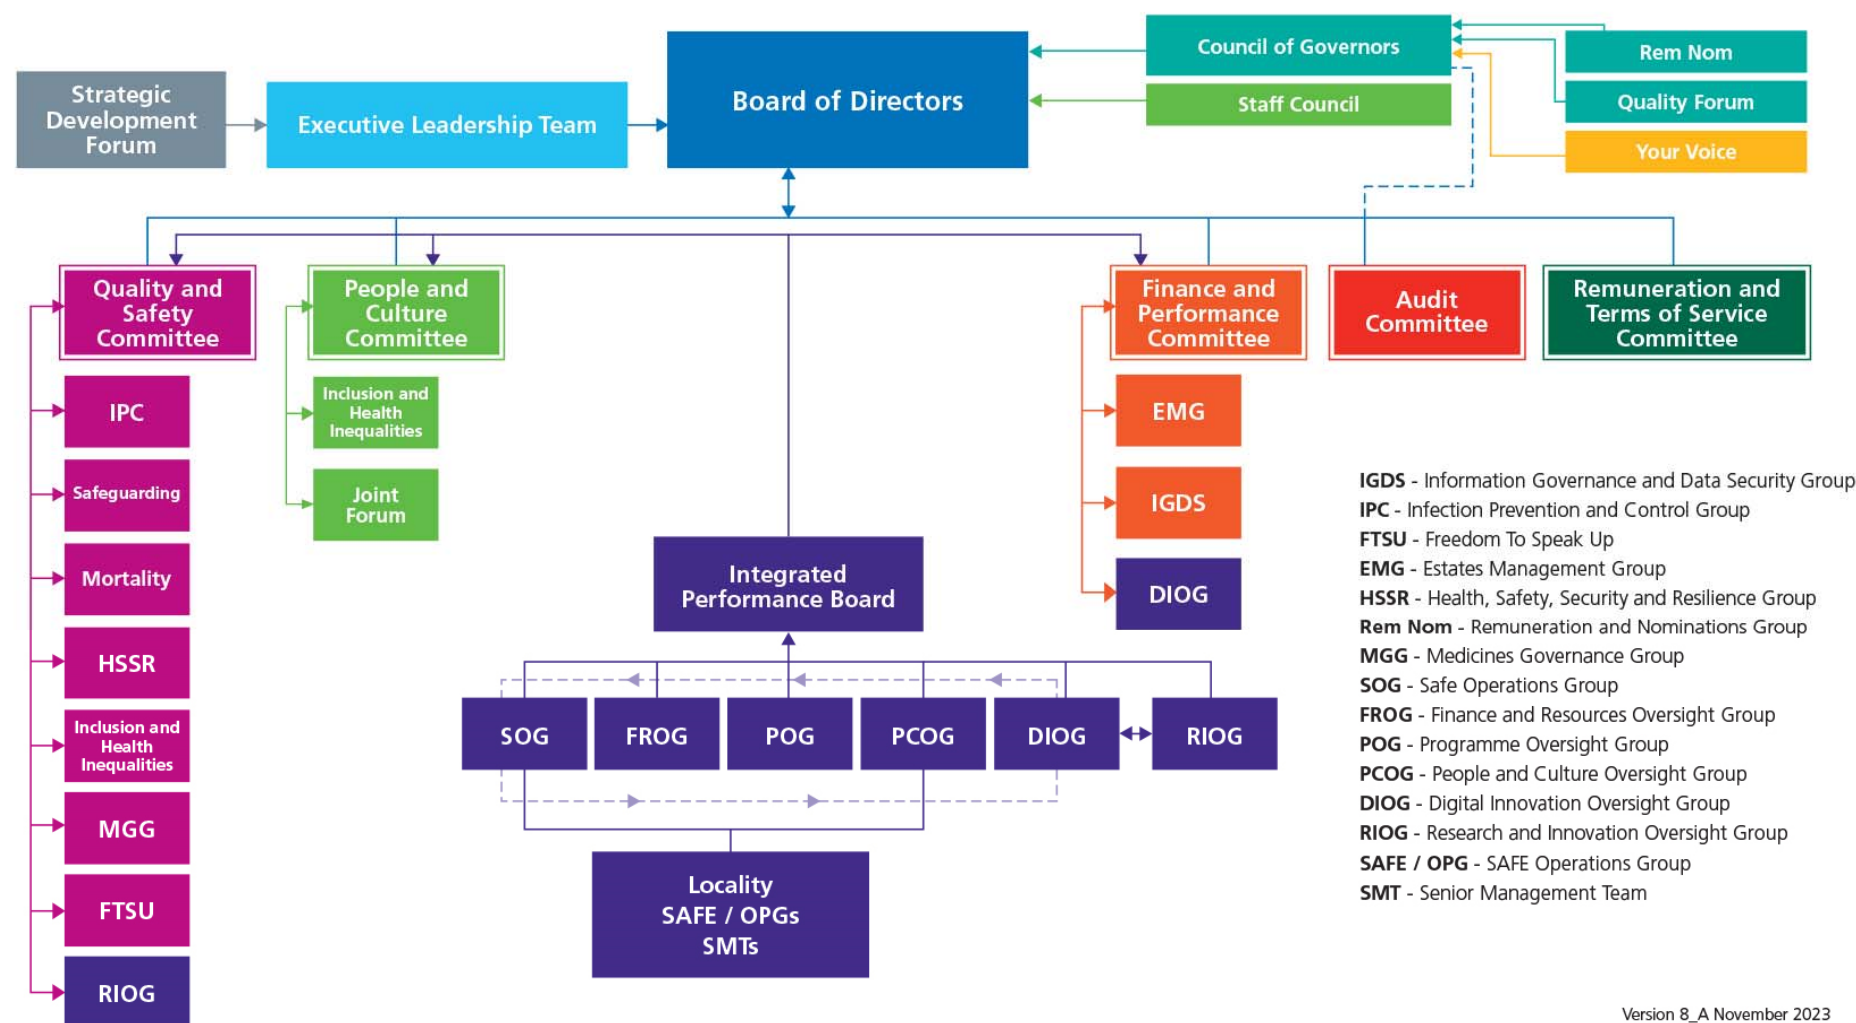 Strategic
Development
Forum
Executive Leadership Team
Board of Directors
Council of Governors
Staff Council
Rem Nom
Quality Forum
Your Voice
Quality and
Safety
Committee
People and
Culture
Committee
Finance and
Performance
Committee
Audit
Committee
Remuneration and
Terms of Service
Committee
IPC
Safeguarding
Mortality
HSSR
Inclusion and
Health
Inequalities
MGG
FTSU
RIOG
Inclusion and
Health
Inequalities
Joint
Forum
EMG
IGDS
DIOG
Integrated
Performance Board
SOG
FROG
POG
PCOG
DIOG
RIOG
Locality
SAFE / OPGs
SMTs
IGDS - Information Governance and Data Security Group
IPC - Infection Prevention and Control Group
FTSU - Freedom To Speak Up
EMG - Estates Management Group
HSSR - Health, Safety, Security and Resilience Group
Rem Nom - Remuneration and Nominations Group
MGG - Medicines Governance Group
SOG - Safe Operations Group
FROG - Finance and Resources Oversight Group
POG - Programme Oversight Group
PCOG - People and Culture Oversight Group
DIOG - Digital Innovation Oversight Group
RIOG - Research and Innovation Oversight Group
SAFE / OPG - SAFE Operations Group
SMT - Senior Management Team
Version 8_A November 2023